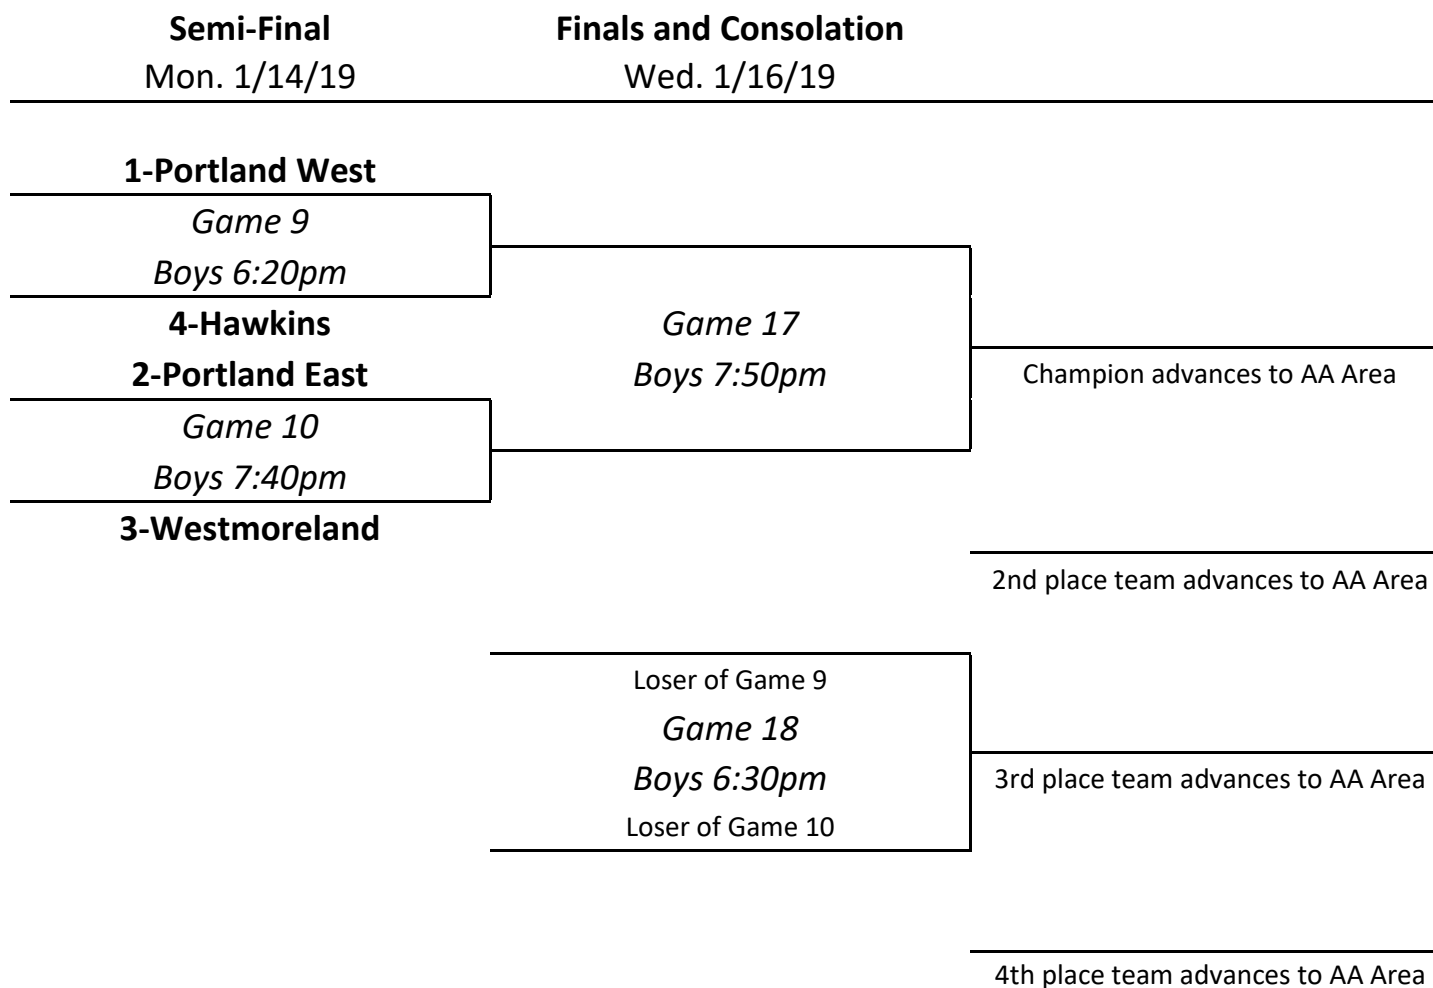 Semi-Final
Finals and Consolation
Mon. 1/14/19
Wed. 1/16/19
1-Portland West
Game 9
Boys 6:20pm
4-Hawkins
Game 17
2-Portland East
Boys 7:50pm
Champion advances to AA Area
Game 10
Boys 7:40pm
3-Westmoreland
2nd place team advances to AA Area
Loser of Game 9
Game 18
Boys 6:30pm
3rd place team advances to AA Area
Loser of Game 10
4th place team advances to AA Area